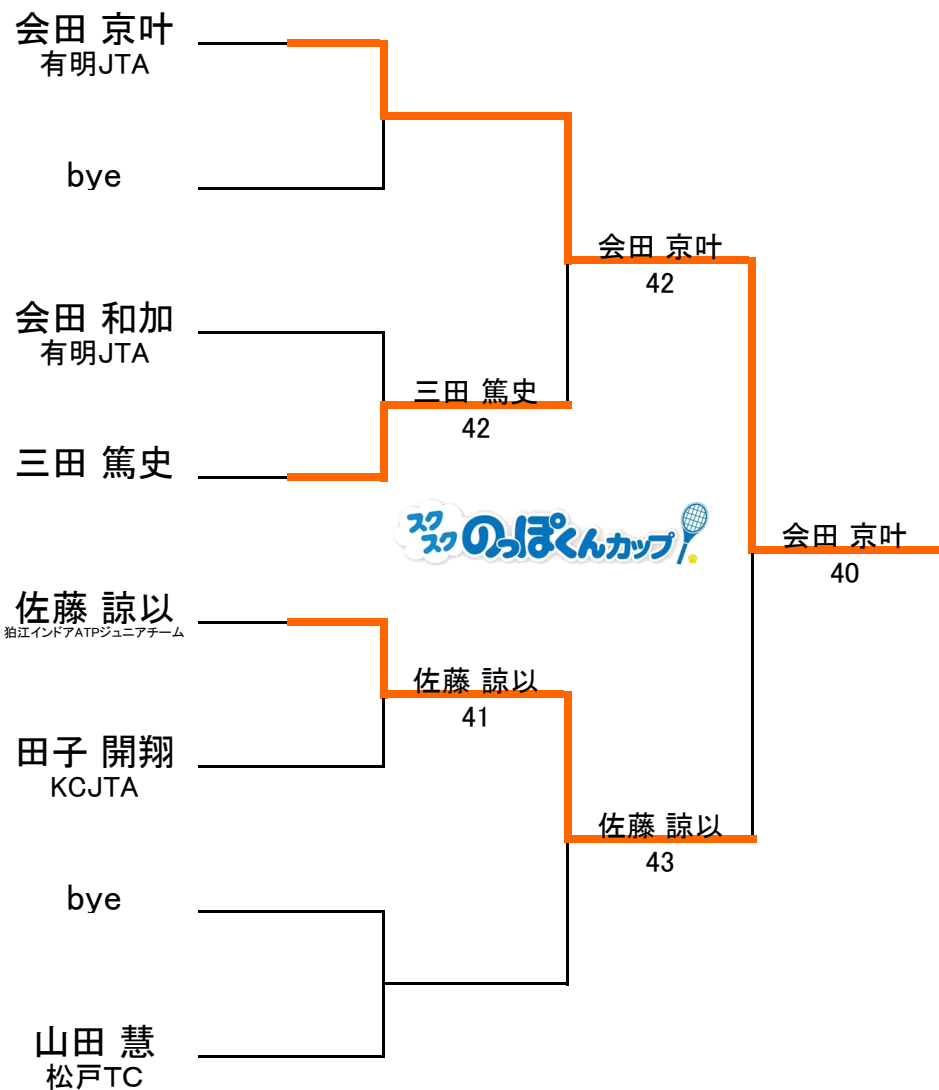 会田 京叶
有明JTA
bye
会田 京叶
42
会田 和加
有明JTA
三田 篤史
42
三田 篤史
スク
スク のっぽくんカップ
会田 京叶
40
佐藤 諒以
狛江インドアATPジュニアチーム
佐藤 諒以
41
田子 開翔
KCJTA
佐藤 諒以
43
bye
山田 慧
松戸TC